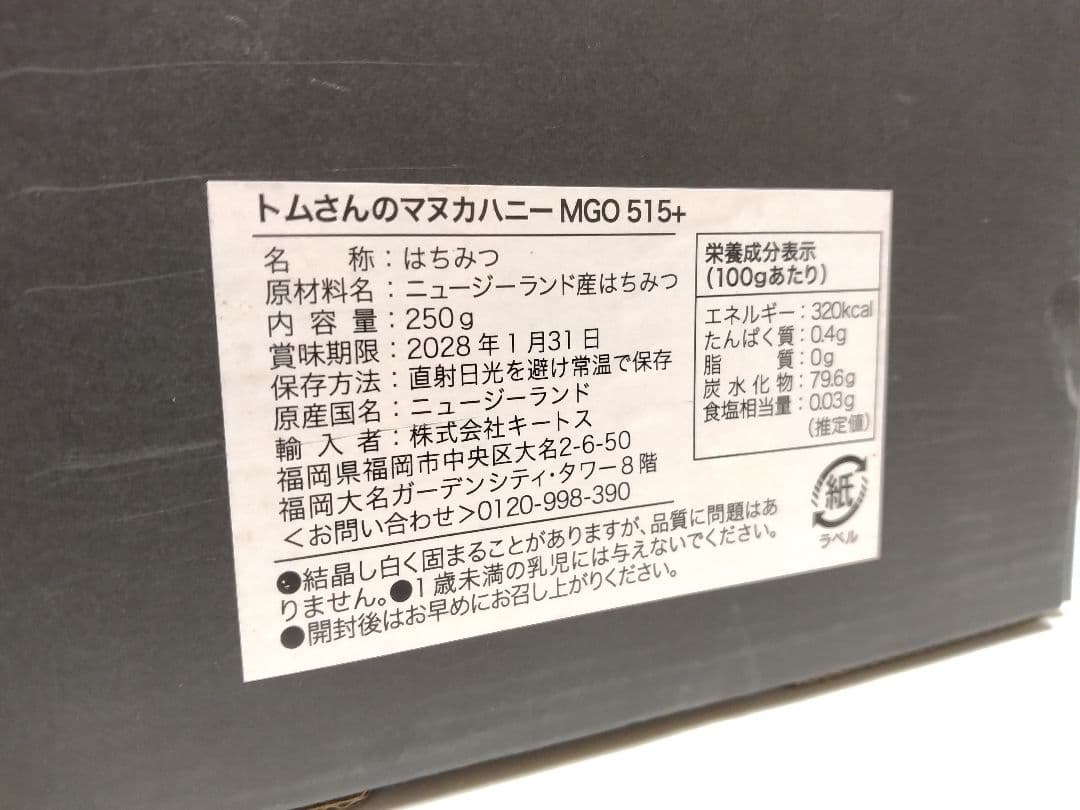 トムさんのマヌカハニー MGO 515+
名称：はちみつ
原材料名：ニュージーランド産はちみつ
内容量：250g
賞味期限：2028年1月31日
保存方法：直射日光を避け常温で保存
原産国名：ニュージーランド
輸入者：株式会社キートス
福岡県福岡市中央区大名2-6-50
福岡大名ガーデンシティ・タワー8階
＜お問い合わせ＞0120-998-390
●結晶し白く固まることがありますが、品質に問題はあ
りません。●1歳未満の乳児には与えないでください。
●開封後はお早めにお召し上がりください。
栄養成分表示
(100gあたり)
エネルギー：320kcal
たんぱく質：0.4g
脂質：0g
炭水化物：79.6g
食塩相当量：0.03g
(推定値)
紙
ラベル